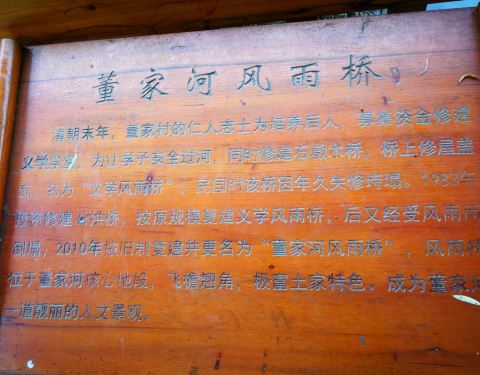 董家河风雨桥
清朝末年，董家村的仁人志士为培养后人，募集资金修建
义学学堂，为让学子安全过河，同时修建石墩木桥，桥上修屋盖
瓦，名为“义学风雨桥”，民国时该桥因年久失修垮塌。1983年
投资修建公拱桥，按原规模复建义学风雨桥，后又经受风雨而
倒塌，2010年按旧制复建并更名为“董家河风雨桥”，风雨桥
位于董家河核心地段，飞檐翘角，极富土家特色。成为董家河
一道靓丽的人文景观。